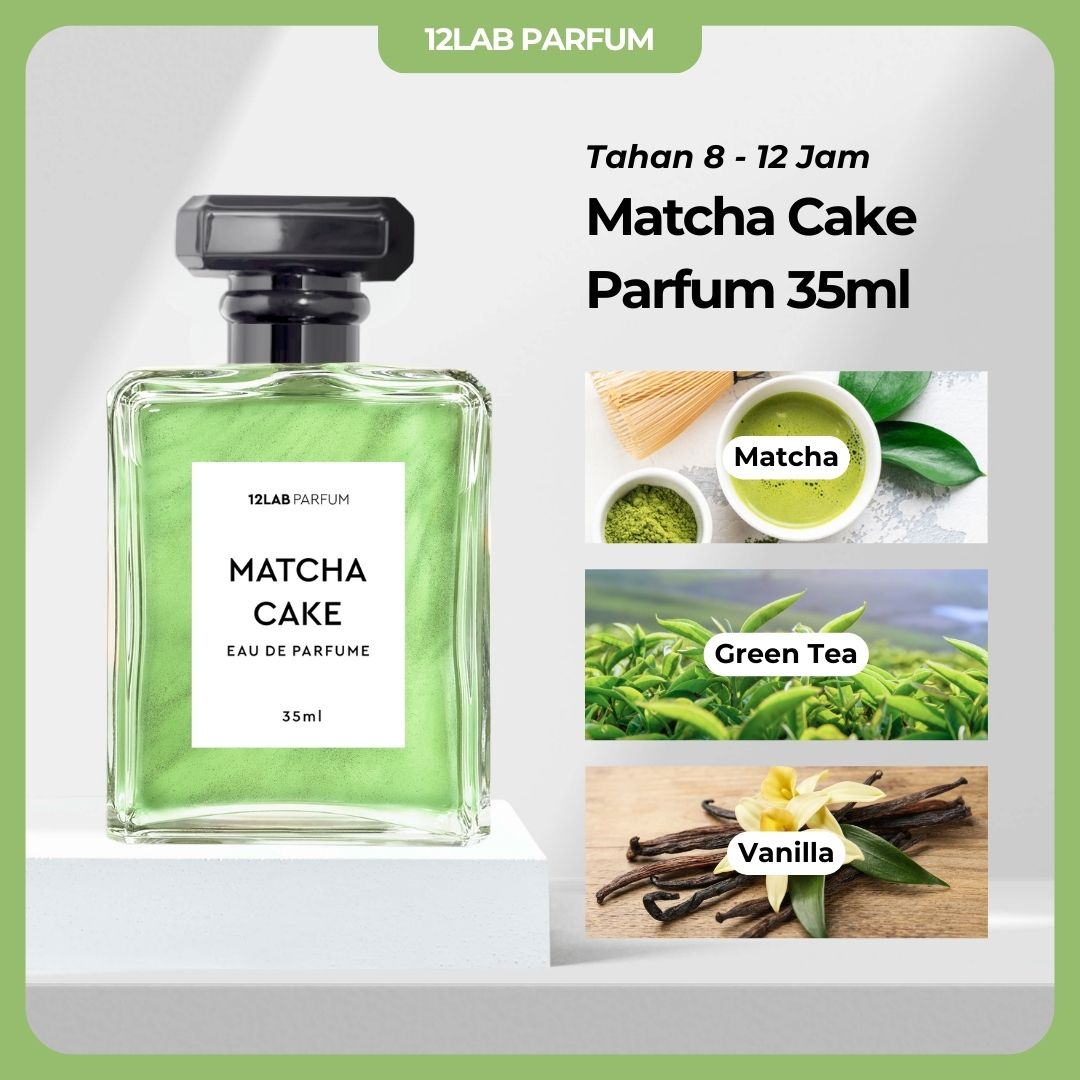 12LAB PARFUM
Tahan 8 - 12 Jam
Matcha Cake
Parfum 35ml
12LAB PARFUM
MATCHA
CAKE
EAU DE PARFUME
35ml
Matcha
Green Tea
Vanilla